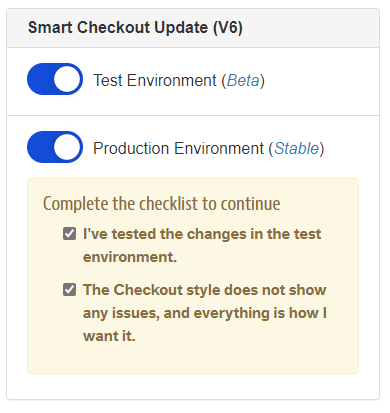 Smart Checkout Update (V6)
Test Environment (Beta)
Production Environment (Stable)
Complete the checklist to continue
I've tested the changes in the test
environment.
The Checkout style does not show
any issues, and everything is how I
want it.